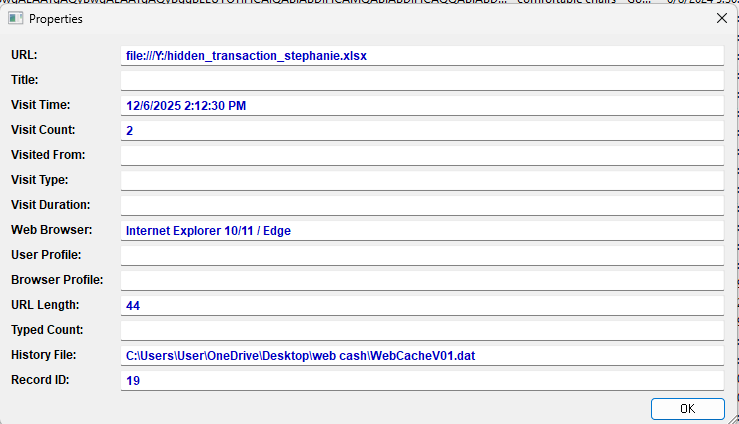 Properties
URL: file:///Y:/hidden_transaction_stephanie.xlsx
Title:
Visit Time: 12/6/2025 2:12:30 PM
Visit Count: 2
Visited From:
Visit Type:
Visit Duration:
Web Browser: Internet Explorer 10/11 / Edge
User Profile:
Browser Profile:
URL Length: 44
Typed Count:
History File: C:\Users\User\OneDrive\Desktop\web cash\WebCacheV01.dat
Record ID: 19
OK